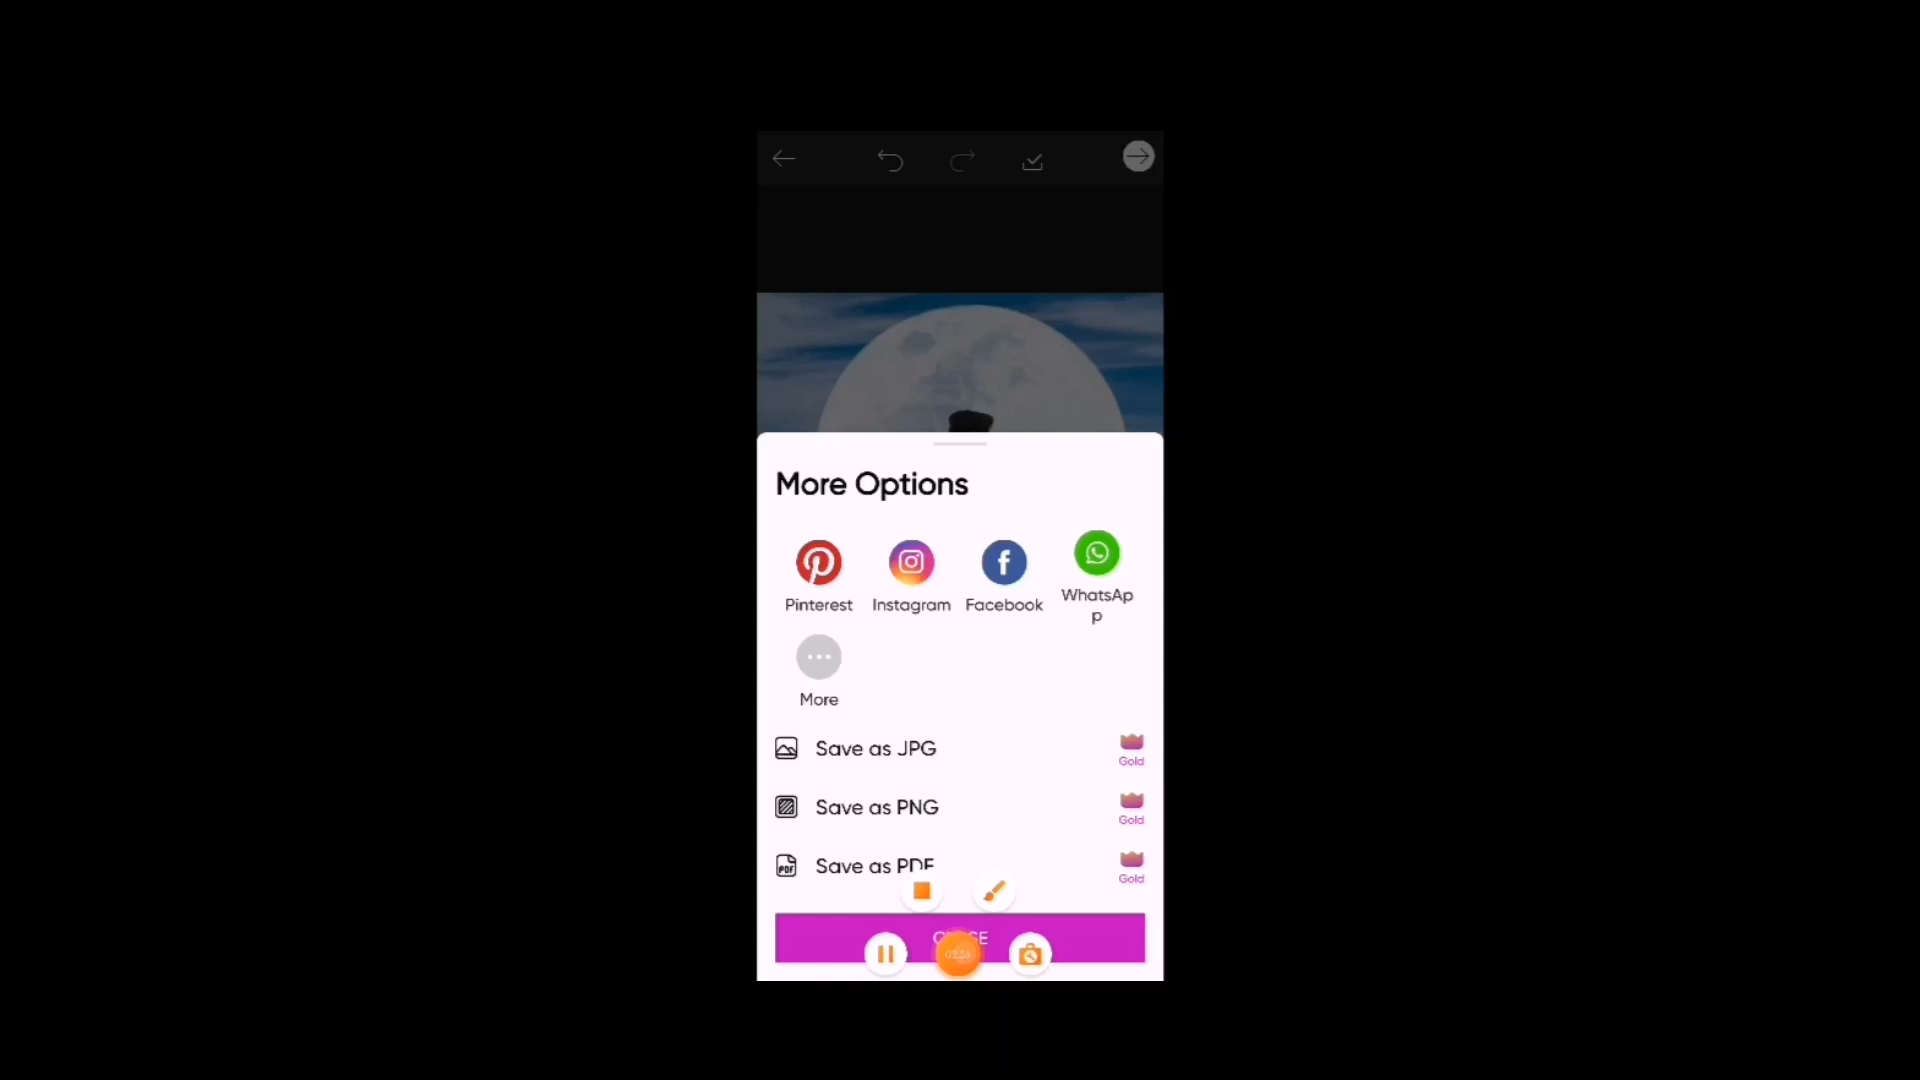 More Options
Pinterest Instagram Facebook WhatsAp
p
More
Save as JPG
Gold
Save as PNG
Gold
Save as PDF
Gold